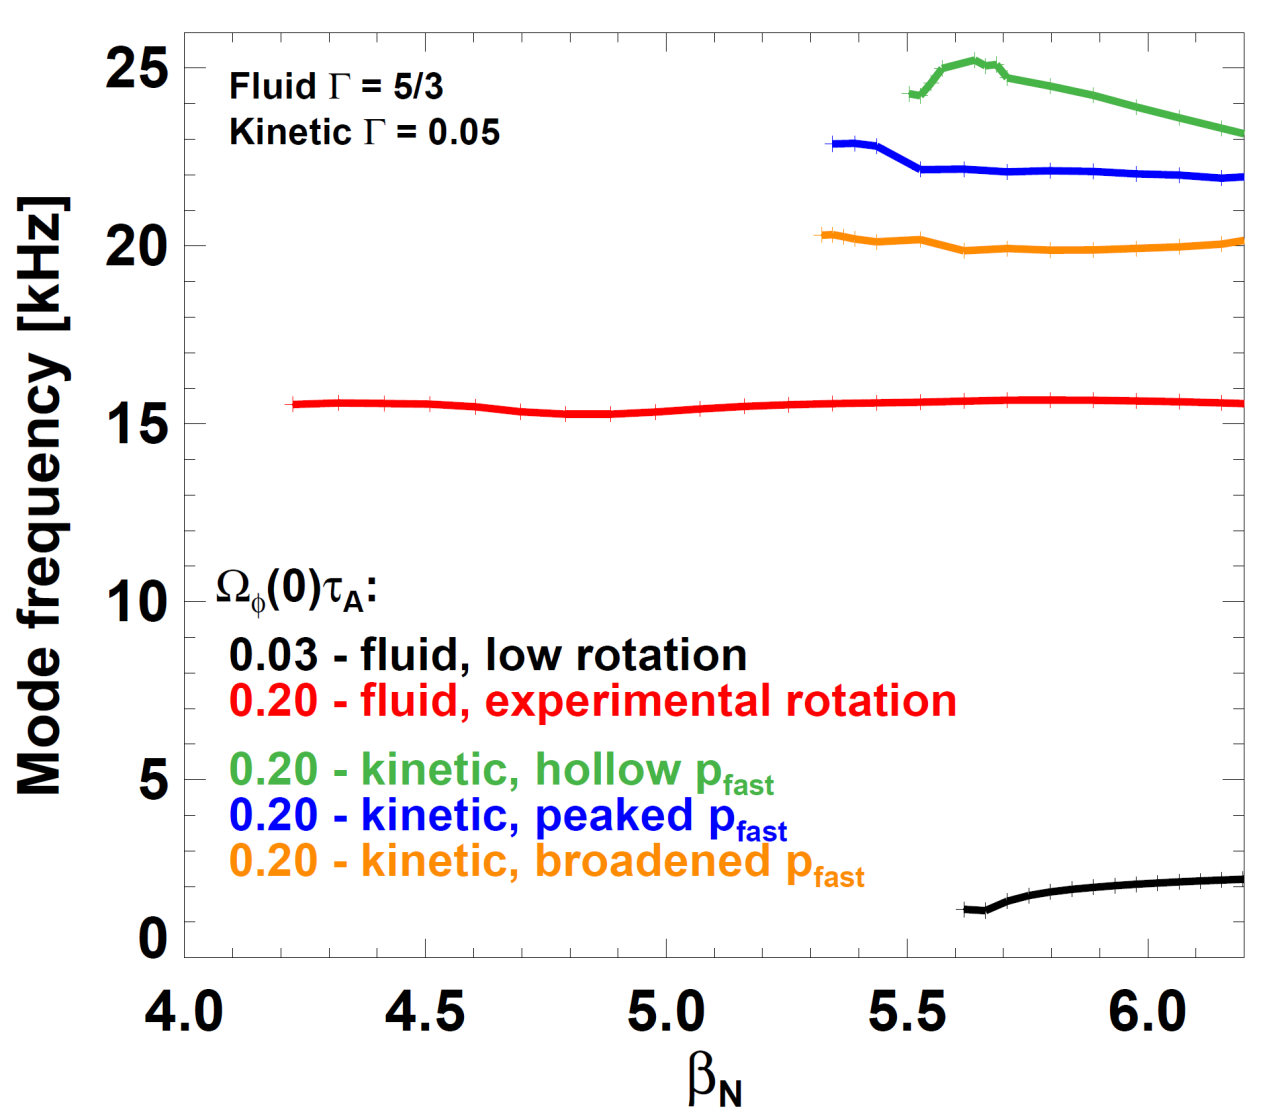 Mode frequency [kHz]
25
20
15
10
5
0
Fluid Γ = 5/3
Kinetic Γ = 0.05
Ωϕ(0)τA:
0.03 - fluid, low rotation
0.20 - fluid, experimental rotation
0.20 - kinetic, hollow pfast
0.20 - kinetic, peaked pfast
0.20 - kinetic, broadened pfast
4.0 4.5 5.0 5.5 6.0
βN